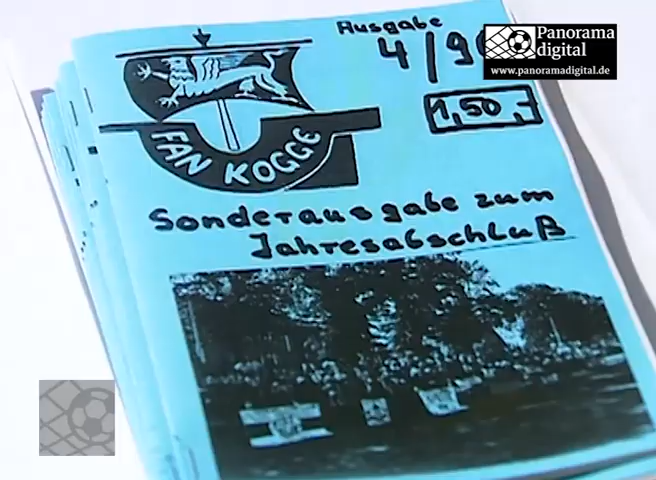 Ausgabe
4/9
1,50,-
FAN KOGGE
Sonderausgabe zum
Jahresabschluß
Panorama
digital
www.panoramadigital.de